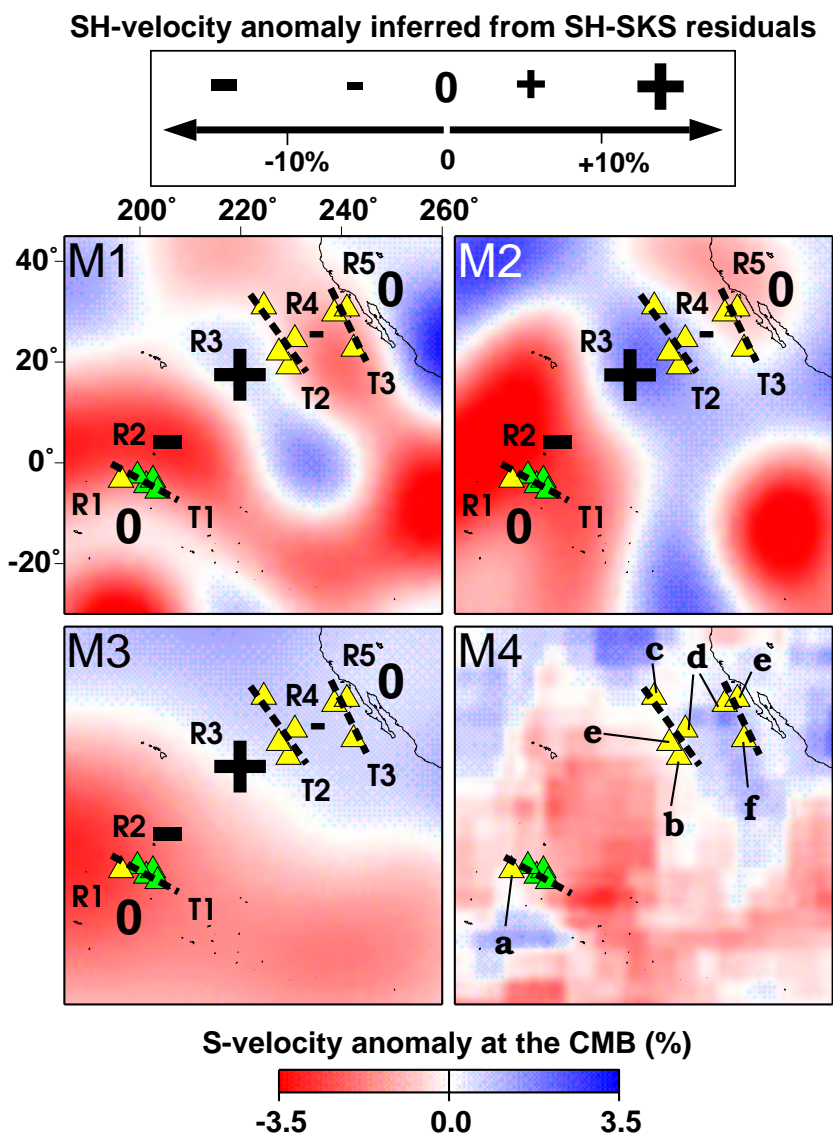 SH-velocity anomaly inferred from SH-SKS residuals
- - 0 + +
-10% 0 +10%
200° 220° 240° 260°
40° M1 R5 0 M2 R5 0
R4 - R4 -
20° R3 + T2 T3 R3 + T2 T3
R2 - R2 -
0°
R1 0 T1 R1 0 T1
-20°
M3 R5 0 M4 c d e
R4 -
R3 + T2 T3 e b f
R2 -
R1 0 T1 a
S-velocity anomaly at the CMB (%)
-3.5 0.0 3.5